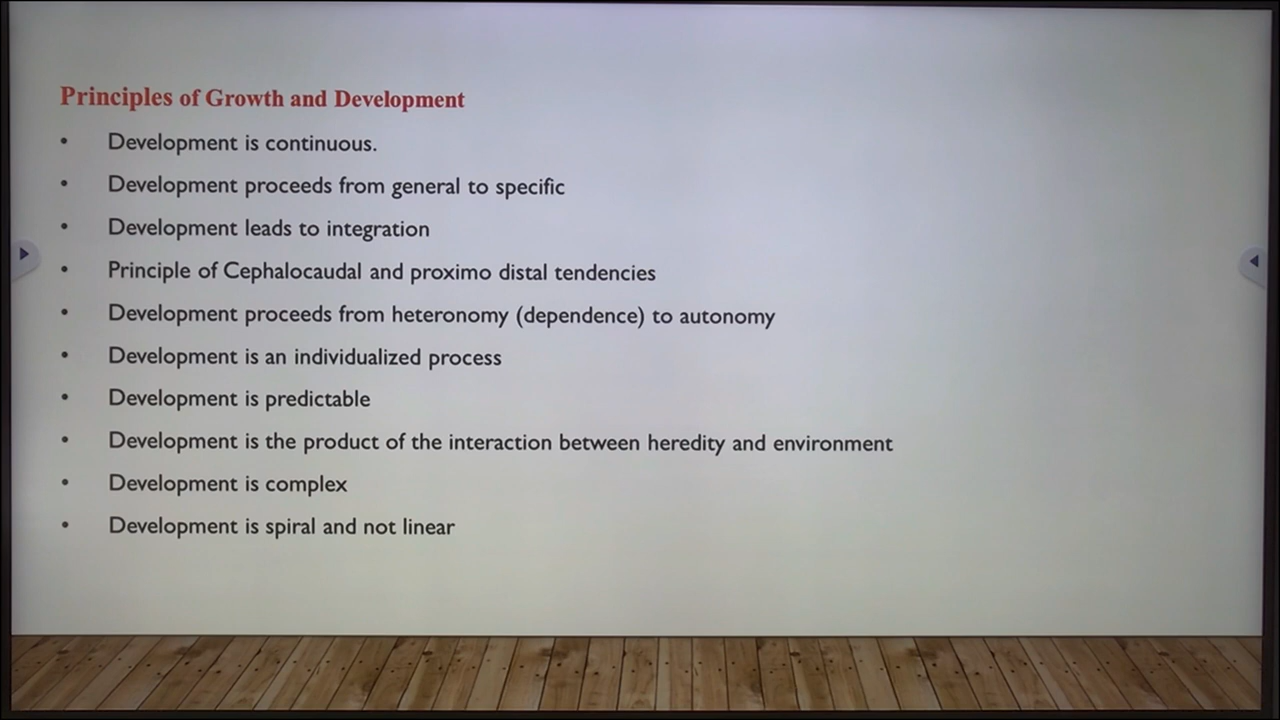 Principles of Growth and Development
• Development is continuous.
• Development proceeds from general to specific
• Development leads to integration
• Principle of Cephalocaudal and proximo distal tendencies
• Development proceeds from heteronomy (dependence) to autonomy
• Development is an individualized process
• Development is predictable
• Development is the product of the interaction between heredity and environment
• Development is complex
• Development is spiral and not linear